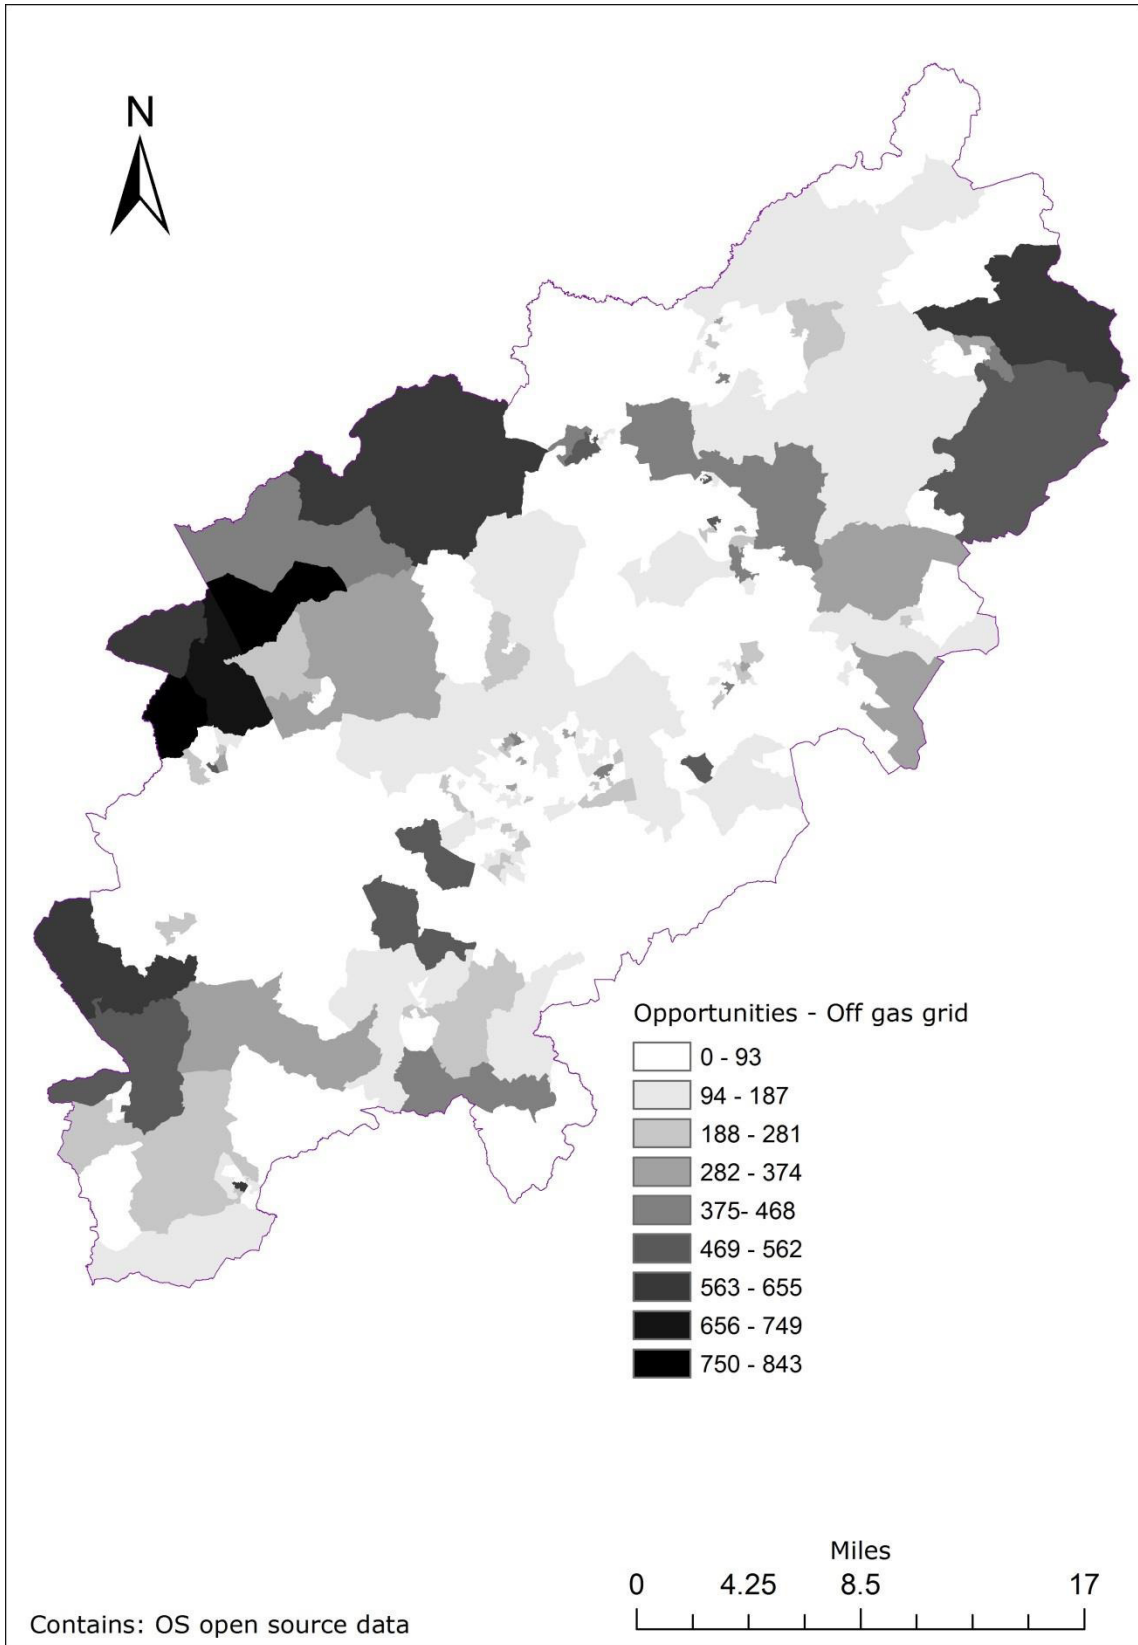 N
Opportunities - Off gas grid
0 - 93
94 - 187
188 - 281
282 - 374
375- 468
469 - 562
563 - 655
656 - 749
750 - 843
Miles
0 4.25 8.5 17
Contains: OS open source data